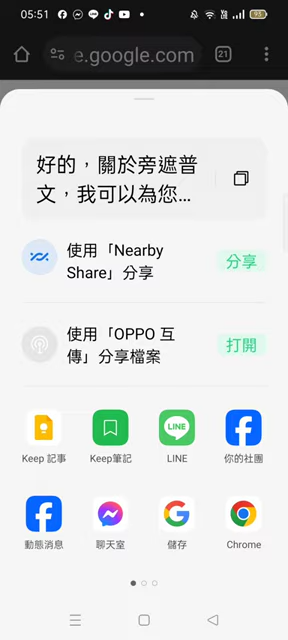 05:51
95
e.google.com
21
好的，關於旁遮普
文，我可以為您...
使用「Nearby
Share」分享
分享
使用「OPPO 互
傳」分享檔案
打開
Keep 記事
Keep筆記
LINE
你的社團
動態消息
聊天室
儲存
Chrome